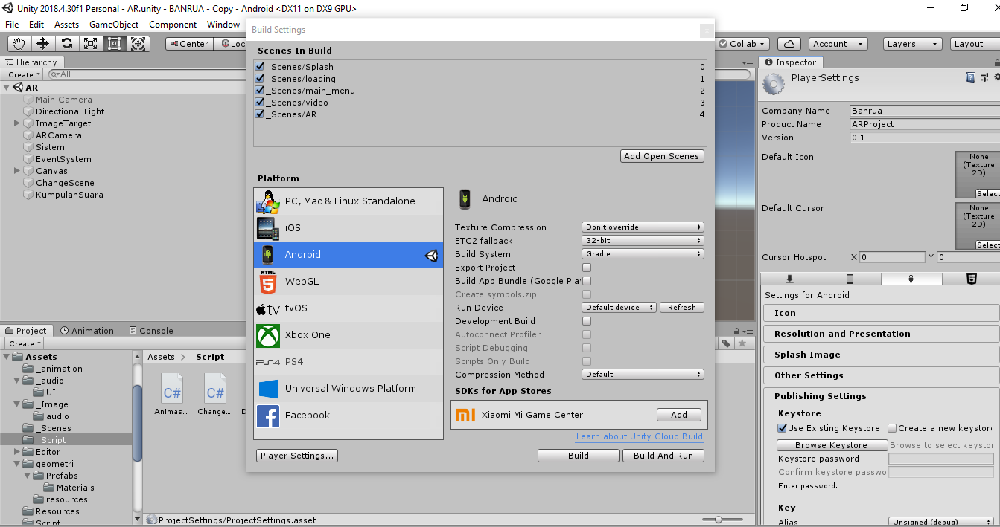 Unity 2018.4.30f1 Personal - AR.unity - BANRUA - Copy - Android <DX11 on DX9 GPU>
File Edit Assets GameObject Component Window
Center Loc
Collab Account Layers Layout
Hierarchy
Create All
AR
Main Camera
Directional Light
ImageTarget
ARCamera
Sistem
EventSystem
Canvas
ChangeScene_
KumpulanSuara
Build Settings
Scenes In Build
_Scenes/Splash 0
_Scenes/loading 1
_Scenes/main_menu 2
_Scenes/video 3
_Scenes/AR 4
Add Open Scenes
Platform
PC, Mac & Linux Standalone
iOS
Android
WebGL
tvOS
Xbox One
PS4
Universal Windows Platform
Facebook
Player Settings...
Android
Texture Compression Don't override
ETC2 fallback 32-bit
Build System Gradle
Export Project
Build App Bundle (Google Pla
Create symbols.zip
Run Device Default device Refresh
Development Build
Autoconnect Profiler
Script Debugging
Scripts Only Build
Compression Method Default
SDKs for App Stores
Xiaomi Mi Game Center Add
Learn about Unity Cloud Build
Build Build And Run
Inspector
PlayerSettings
Company Name Banrua
Product Name ARProject
Version 0.1
Default Icon
None
(Texture
2D)
Select
Default Cursor
None
(Texture
2D)
Select
Cursor Hotspot X 0 Y 0
HTML
5
Settings for Android
Icon
Resolution and Presentation
Splash Image
Other Settings
Publishing Settings
Keystore
Use Existing Keystore Create a new keystor
Browse Keystore Browse to select keystor
Keystore password
Confirm keystore passwo
Enter password.
Key
Alias Unsigned (debug)
Project Animation Console
Create
Assets
_animation
_audio
UI
_Image
audio
_Scenes
_Script
Editor
geometri
Prefabs
Materials
resources
Resources
Script
Assets > _Script
C# C#
Animas... Change... D
ProjectSettings/ProjectSettings.asset